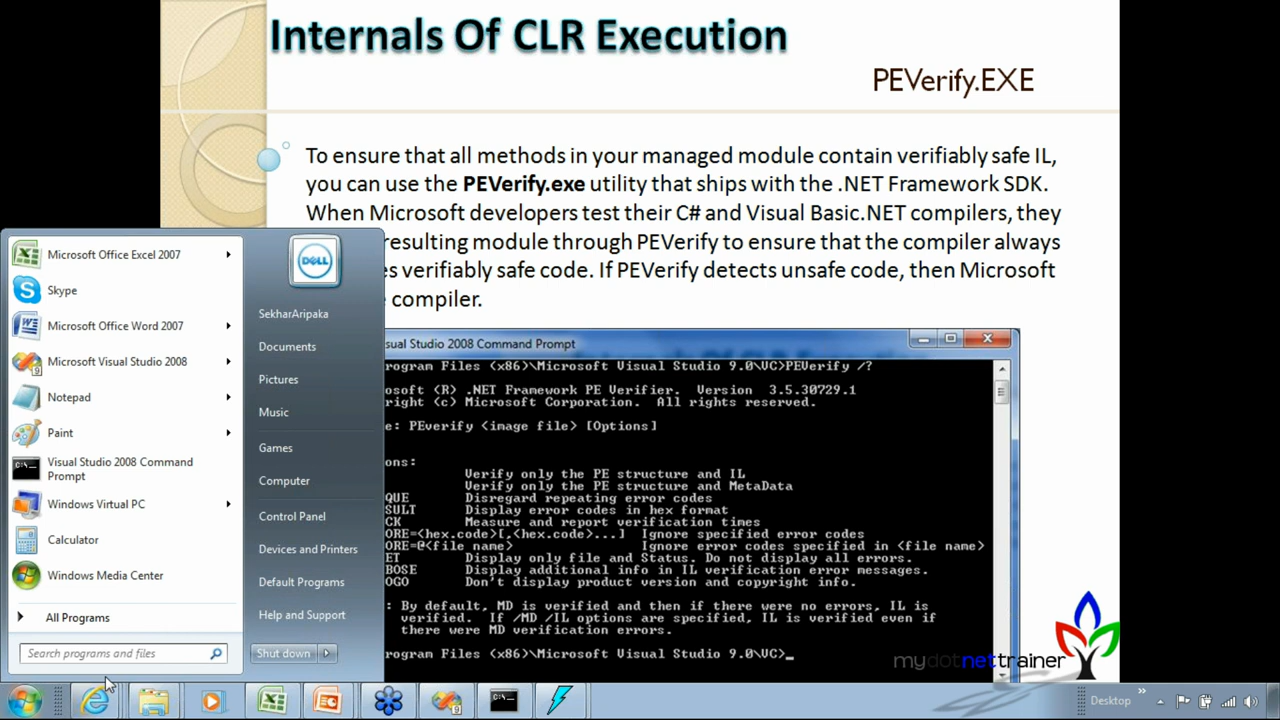 Internals Of CLR Execution
PEVerify.EXE
To ensure that all methods in your managed module contain verifiably safe IL,
you can use the PEVerify.exe utility that ships with the .NET Framework SDK.
When Microsoft developers test their C# and Visual Basic.NET compilers, they
resulting module through PEVerify to ensure that the compiler always
es verifiably safe code. If PEVerify detects unsafe code, then Microsoft
e compiler.
Microsoft Office Excel 2007
Skype
Microsoft Office Word 2007
Microsoft Visual Studio 2008
Notepad
Paint
Visual Studio 2008 Command
Prompt
Windows Virtual PC
Calculator
Windows Media Center
All Programs
Search programs and files
DELL
SekharAripaka
Documents
Pictures
Music
Games
Computer
Control Panel
Devices and Printers
Default Programs
Help and Support
Shut down
sual Studio 2008 Command Prompt
rogram Files (x86)\Microsoft Visual Studio 9.0\VC>PEVerify /?
osoft (R) .NET Framework PE Verifier.  Version  3.5.30729.1
right (c) Microsoft Corporation.  All rights reserved.
e: PEverify <image file> [Options]
ons:
Verify only the PE structure and IL
Verify only the PE structure and MetaData
QUE Disregard repeating error codes
SULT Display error codes in hex format
CK Measure and report verification times
ORE=<hex.code>[,<hex.code>...] Ignore specified error codes
ORE=@<file name> Ignore error codes specified in <file name>
ET Display only file and Status. Do not display all errors.
BOSE Display additional info in IL verification error messages.
OGO Don't display product version and copyright info.
: By default, MD is verified and then if there were no errors, IL is
verified. If /MD /IL options are specified, IL is verified even if
there were MD verification errors.
rogram Files (x86)\Microsoft Visual Studio 9.0\VC>_
mydotnettrainer
Desktop